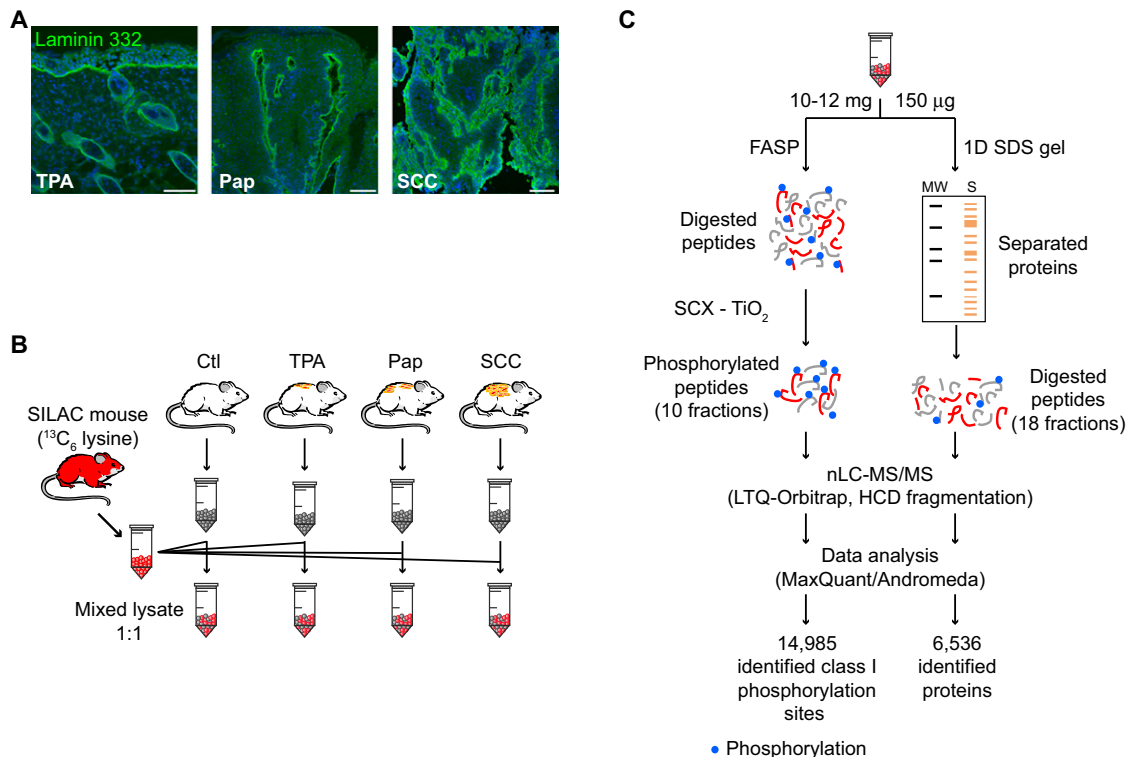 A
Laminin 332
TPA
Pap
SCC
B
Ctl
TPA
Pap
SCC
SILAC mouse
(¹³C₆ lysine)
Mixed lysate
1:1
C
10-12 mg
150 µg
FASP
1D SDS gel
MW
S
Digested
peptides
Separated
proteins
SCX - TiO₂
Phosphorylated
peptides
(10 fractions)
Digested
peptides
(18 fractions)
nLC-MS/MS
(LTQ-Orbitrap, HCD fragmentation)
Data analysis
(MaxQuant/Andromeda)
14,985
identified class I
phosphorylation
sites
6,536
identified
proteins
Phosphorylation